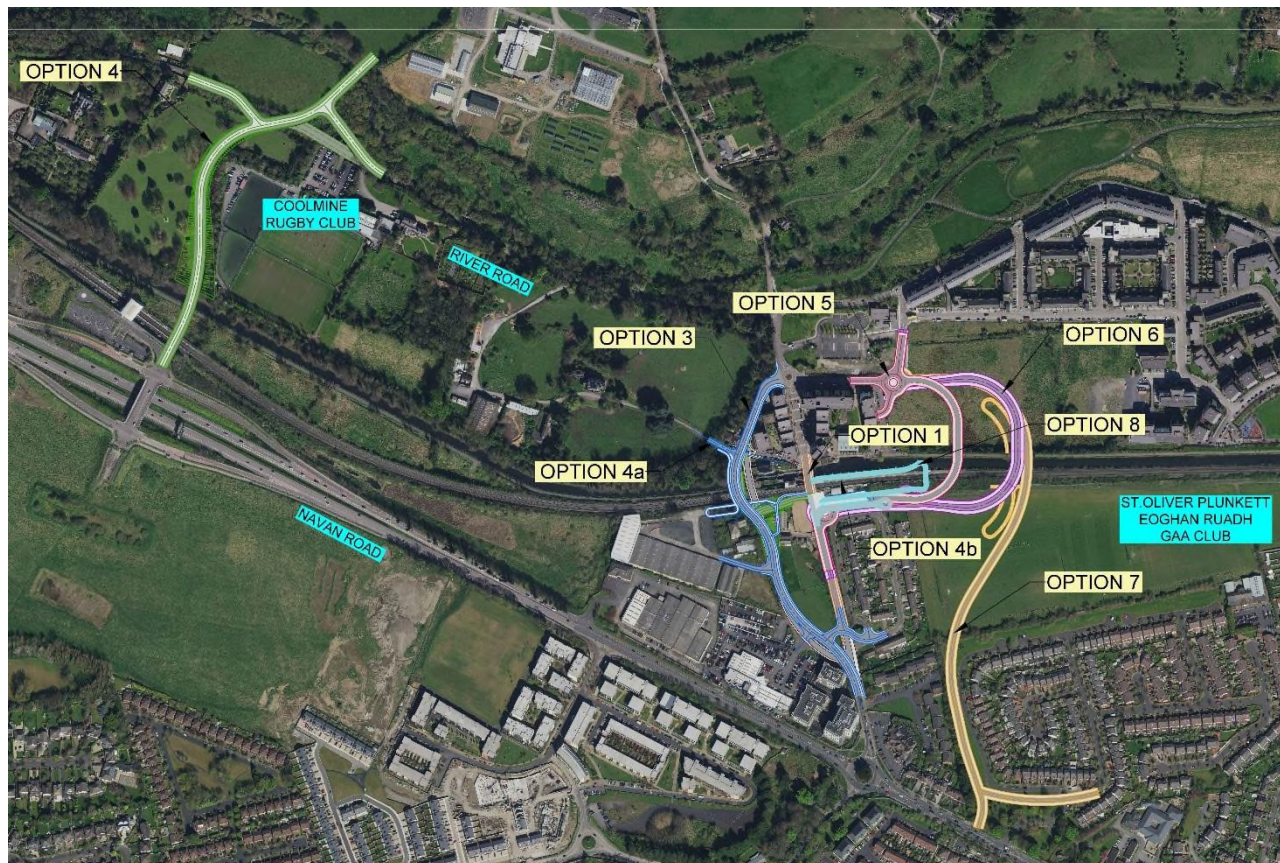 OPTION 4
COOLMINE
RUGBY CLUB
RIVER ROAD
OPTION 5
OPTION 3
OPTION 6
OPTION 1
OPTION 8
OPTION 4a
NAVAN ROAD
ST.OLIVER PLUNKETT
EOGHAN RUADH
GAA CLUB
OPTION 4b
OPTION 7